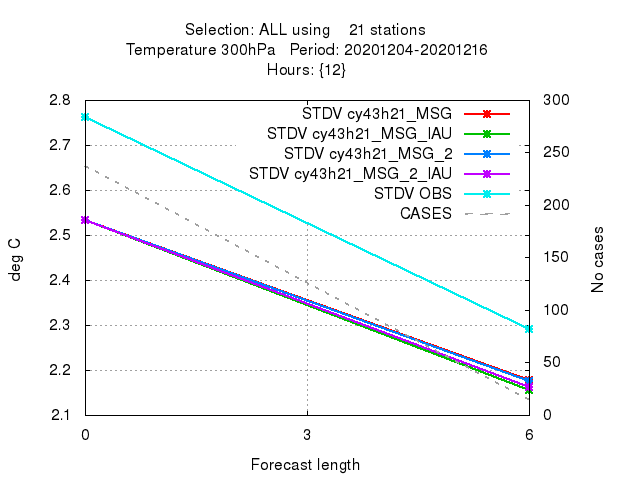 Selection: ALL using 21 stations
Temperature 300hPa Period: 20201204-20201216
Hours: {12}
2.8
2.7
2.6
2.5
2.4
2.3
2.2
2.1
deg C
STDV cy43h21_MSG
STDV cy43h21_MSG_IAU
STDV cy43h21_MSG_2
STDV cy43h21_MSG_2_IAU
STDV OBS
CASES
300
250
200
150
100
50
0
No cases
0 3 6
Forecast length